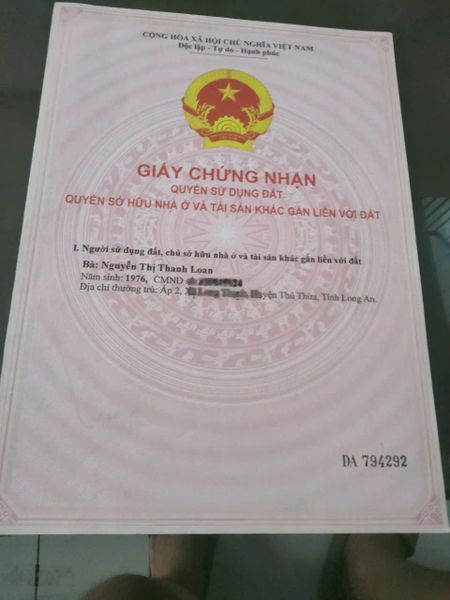 CỘNG HÒA XÃ HỘI CHỦ NGHĨA VIỆT NAM
Độc lập - Tự do - Hạnh phúc
GIẤY CHỨNG NHẬN
QUYỀN SỬ DỤNG ĐẤT
QUYỀN SỞ HỮU NHÀ Ở VÀ TÀI SẢN KHÁC GẮN LIỀN VỚI ĐẤT
I. Người sử dụng đất, chủ sở hữu nhà ở và tài sản khác gắn liền với đất
Bà: Nguyễn Thị Thanh Loan
Năm sinh: 1976, CMND
Địa chỉ thường trú: Ấp 2, Huyện Thủ Thừa, Tỉnh Long An.
DA 794292